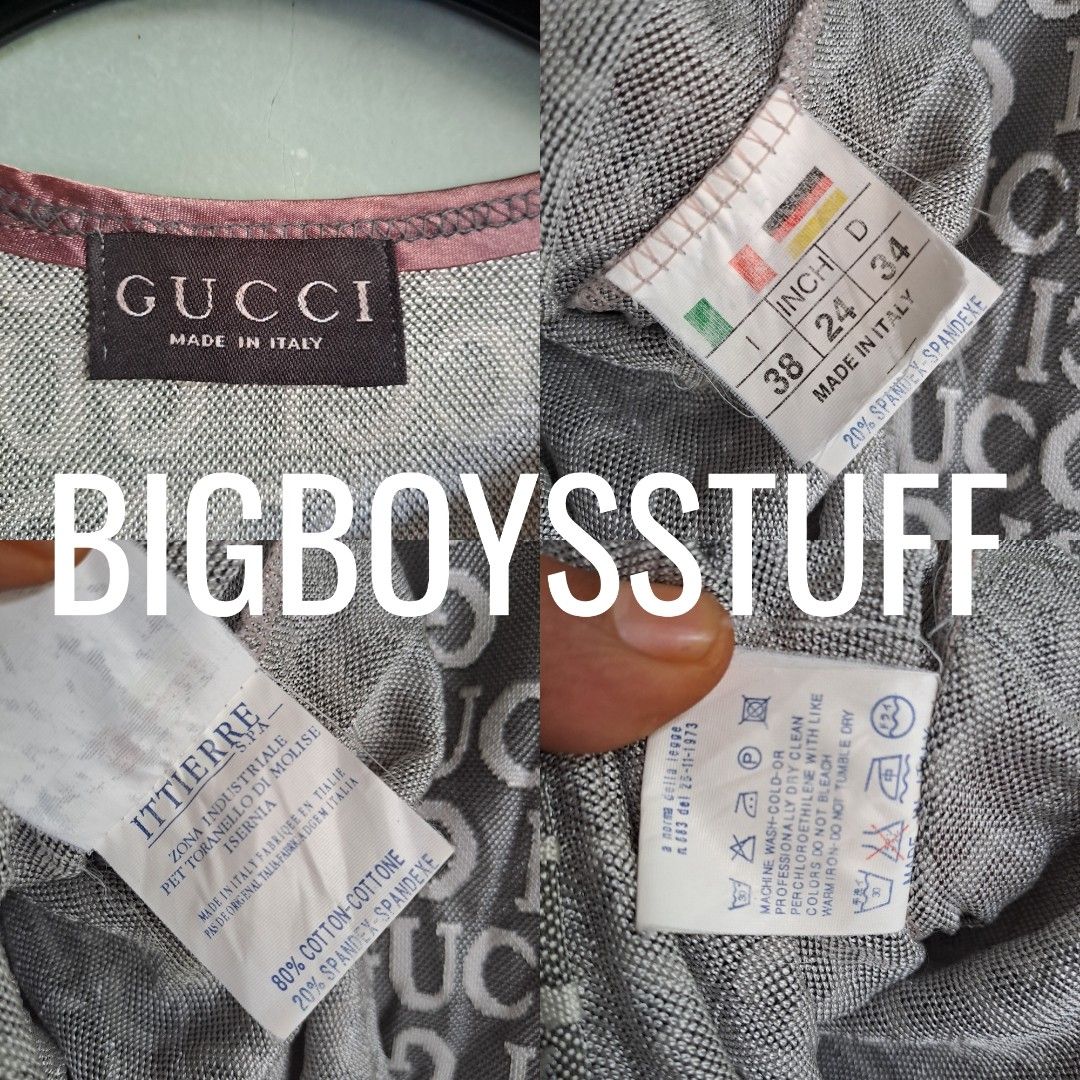 GUCCI
MADE IN ITALY
I INCH D
38 24 34
MADE IN ITALY
20% SPANDEX-SPANDEXE
BIGBOYSSTUFF
ITTIERRE
S.P.A.
ZONA INDUSTRIALE
PET TORANELLO DI MOLISE
ISERNIA
MADE IN ITALY FABRIQUE EN
80% COTTON-COTTONE
20% SPANDEX-SPANDEXE
a norma della legge
n.883 del 26-11-1973
MACHINE WASH-COLD-OR
PROFESSIONALLY DRY CLEAN
PERCHLOROETHILENE WITH LIKE
COLORS DO NOT BLEACH
WARM IRON-DO NOT TUMBLE DRY